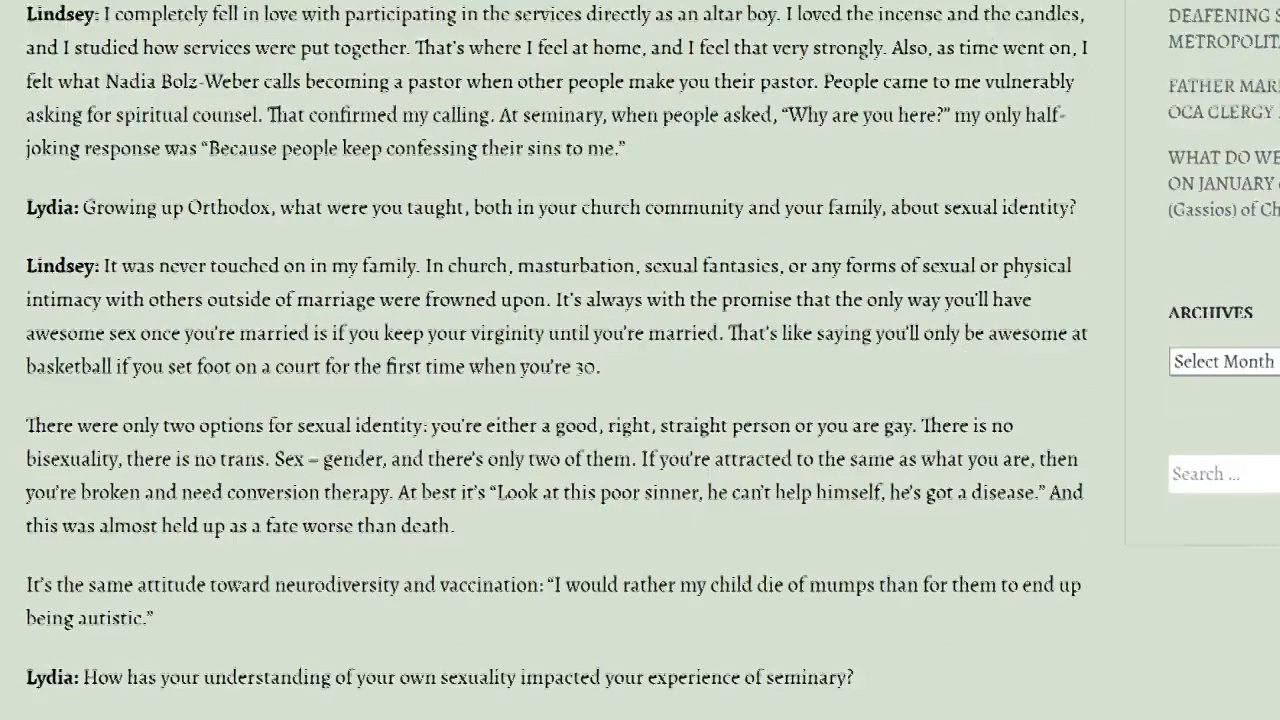 Lindsey: I completely fell in love with participating in the services directly as an altar boy. I loved the incense and the candles,
and I studied how services were put together. That's where I feel at home, and I feel that very strongly. Also, as time went on, I
felt what Nadia Bolz-Weber calls becoming a pastor when other people make you their pastor. People came to me vulnerably
asking for spiritual counsel. That confirmed my calling. At seminary, when people asked, “Why are you here?” my only half-
joking response was “Because people keep confessing their sins to me.”
Lydia: Growing up Orthodox, what were you taught, both in your church community and your family, about sexual identity?
Lindsey: It was never touched on in my family. In church, masturbation, sexual fantasies, or any forms of sexual or physical
intimacy with others outside of marriage were frowned upon. It's always with the promise that the only way you'll have
awesome sex once you're married is if you keep your virginity until you're married. That's like saying you'll only be awesome at
basketball if you set foot on a court for the first time when you're 30.
There were only two options for sexual identity: you're either a good, right, straight person or you are gay. There is no
bisexuality, there is no trans. Sex = gender, and there's only two of them. If you're attracted to the same as what you are, then
you're broken and need conversion therapy. At best it's “Look at this poor sinner, he can't help himself, he's got a disease.” And
this was almost held up as a fate worse than death.
It's the same attitude toward neurodiversity and vaccination: “I would rather my child die of mumps than for them to end up
being autistic.”
Lydia: How has your understanding of your own sexuality impacted your experience of seminary?
DEAFENING S
METROPOLIT
FATHER MAR
OCA CLERGY
WHAT DO WE
ON JANUARY
(Gassios) of Ch
ARCHIVES
Select Month
Search ...